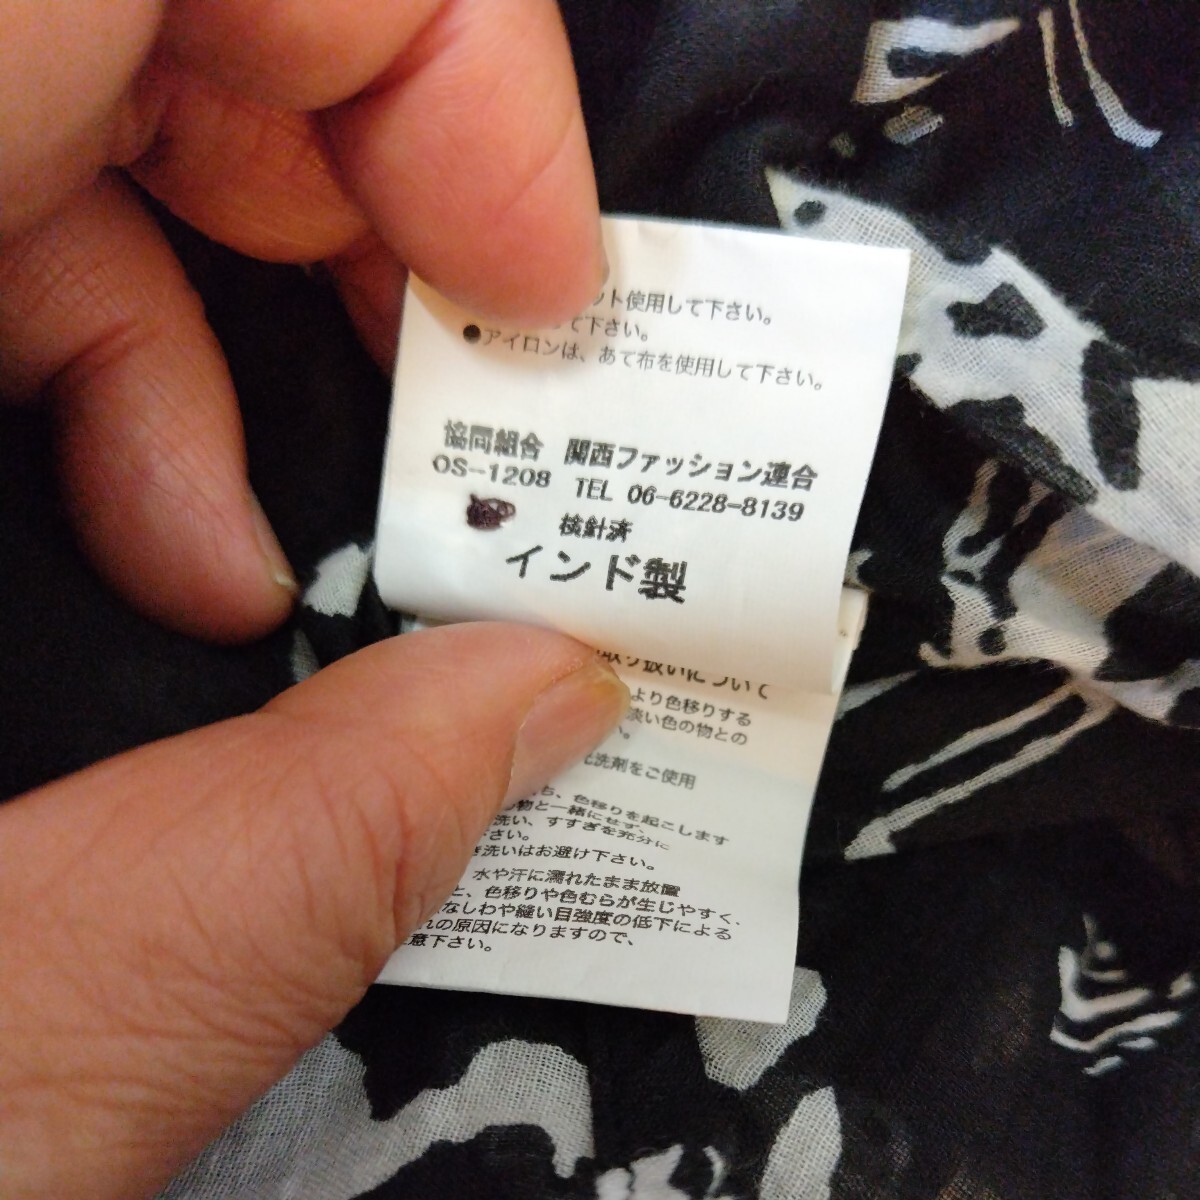 ット使用して下さい。
て下さい。
●アイロンは、あて布を使用して下さい。
協同組合 関西ファッション連合
OS-1208 TEL 06-6228-8139
検針済
インド製
取り扱いについて
より色移りする
淡い色の物との
い。
洗剤をご使用
ち、色移りを起こします
物と一緒にせず、
洗い、すすぎを充分に
さい。
洗いはお避け下さい。
水や汗に濡れたまま放置
と、色移りや色むらが生じやすく、
なしわや縫い目強度の低下による
れの原因になりますので、
意下さい。